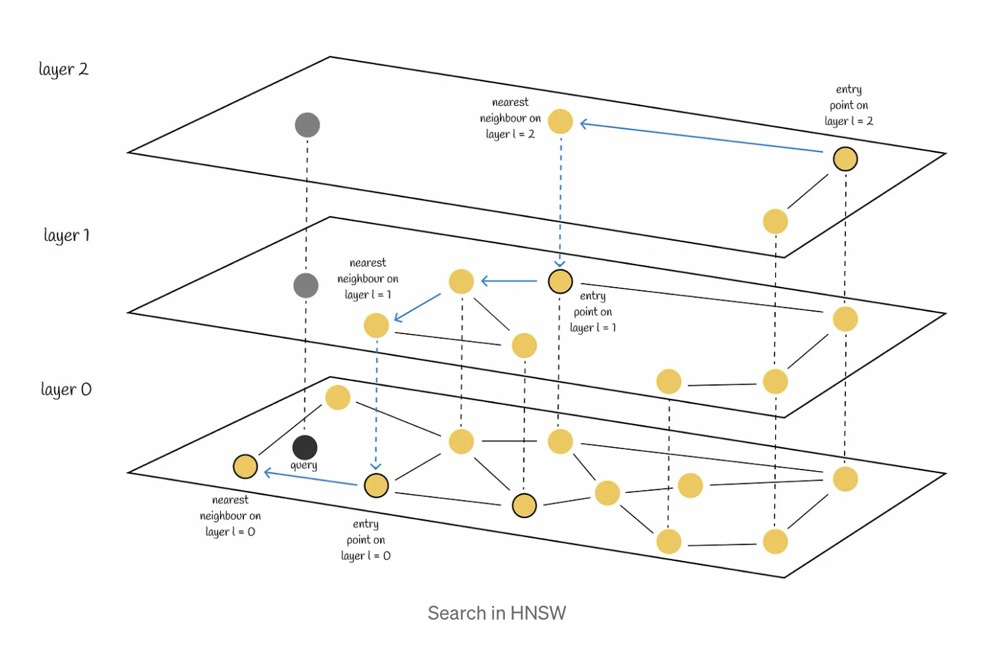 layer 2
entry
point on
layer l = 2
nearest
neighbour on
layer l = 2
layer 1
nearest
neighbour on
layer l = 1
entry
point on
layer l = 1
layer 0
query
nearest
neighbour on
layer l = 0
entry
point on
layer l = 0
Search in HNSW